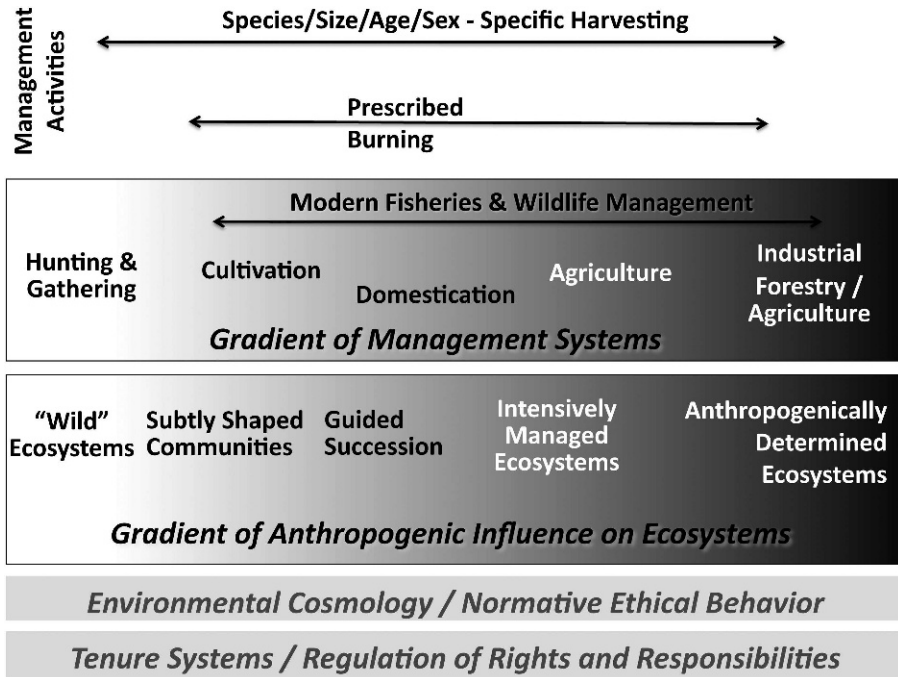 Management
Activities
Species/Size/Age/Sex - Specific Harvesting
Prescribed
Burning
Modern Fisheries & Wildlife Management
Hunting &
Gathering
Cultivation
Domestication
Agriculture
Industrial
Forestry /
Agriculture
Gradient of Management Systems
“Wild”
Ecosystems
Subtly Shaped
Communities
Guided
Succession
Intensively
Managed
Ecosystems
Anthropogenically
Determined
Ecosystems
Gradient of Anthropogenic Influence on Ecosystems
Environmental Cosmology / Normative Ethical Behavior
Tenure Systems / Regulation of Rights and Responsibilities